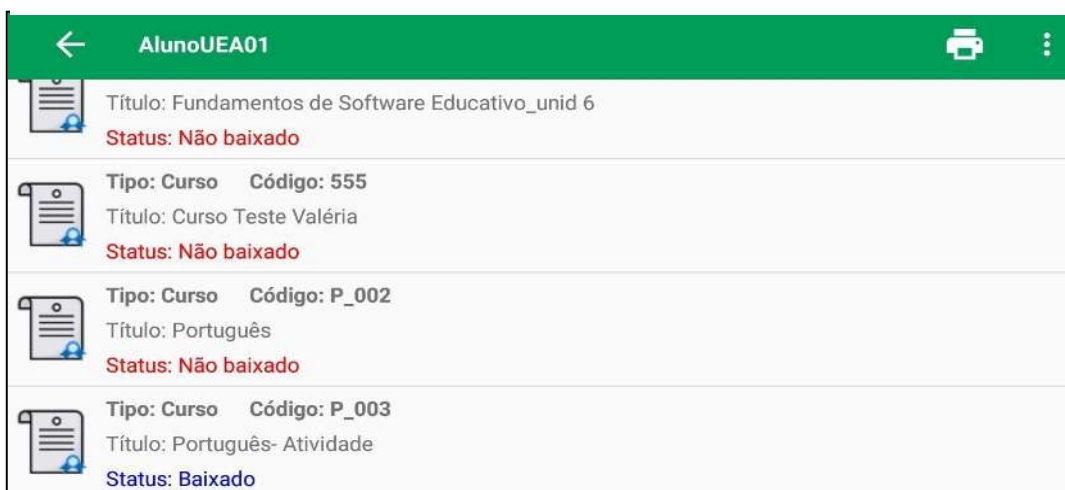 AlunoUEA01
Título: Fundamentos de Software Educativo_unid 6
Status: Não baixado
Tipo: Curso Código: 555
Título: Curso Teste Valéria
Status: Não baixado
Tipo: Curso Código: P_002
Título: Português
Status: Não baixado
Tipo: Curso Código: P_003
Título: Português- Atividade
Status: Baixado